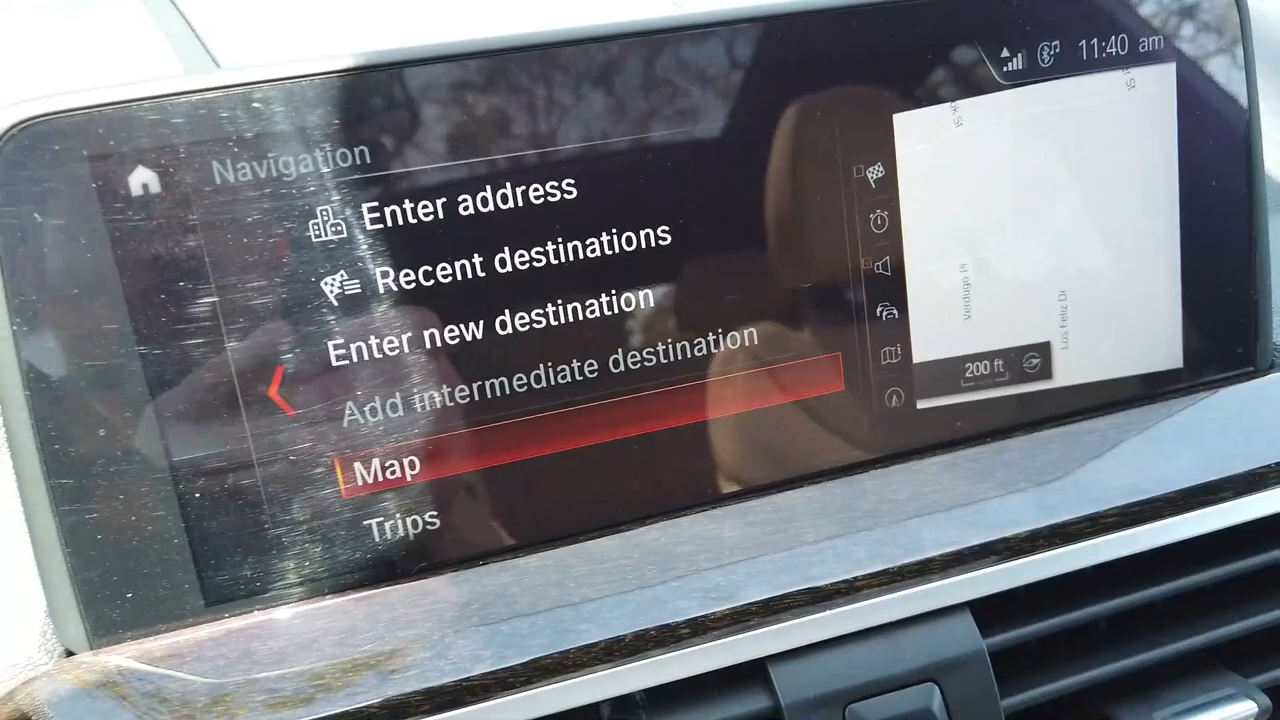 11:40 am
Navigation
Enter address
Recent destinations
Enter new destination
Add intermediate destination
Map
Trips
Verdugo Pl
Los Feliz Dr
200 ft